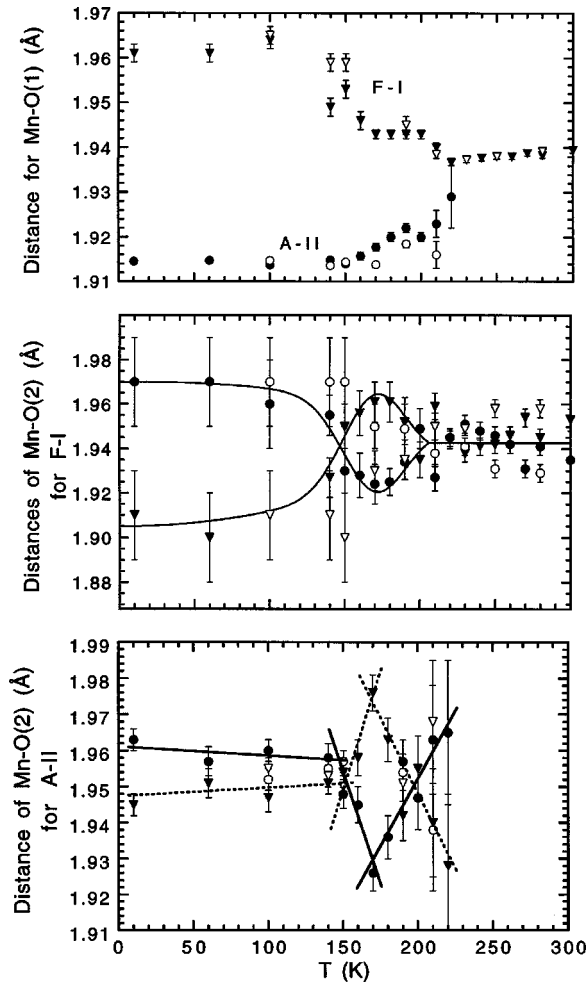 Distance for Mn-O(1) (Å)
1.97
1.96
1.95
1.94
1.93
1.92
1.91
F-I
A-II
Distances of Mn-O(2) (Å)
for F-I
1.98
1.96
1.94
1.92
1.90
1.88
Distance of Mn-O(2) (Å)
for A-II
1.99
1.98
1.97
1.96
1.95
1.94
1.93
1.92
1.91
0 50 100 150 200 250 300
T (K)